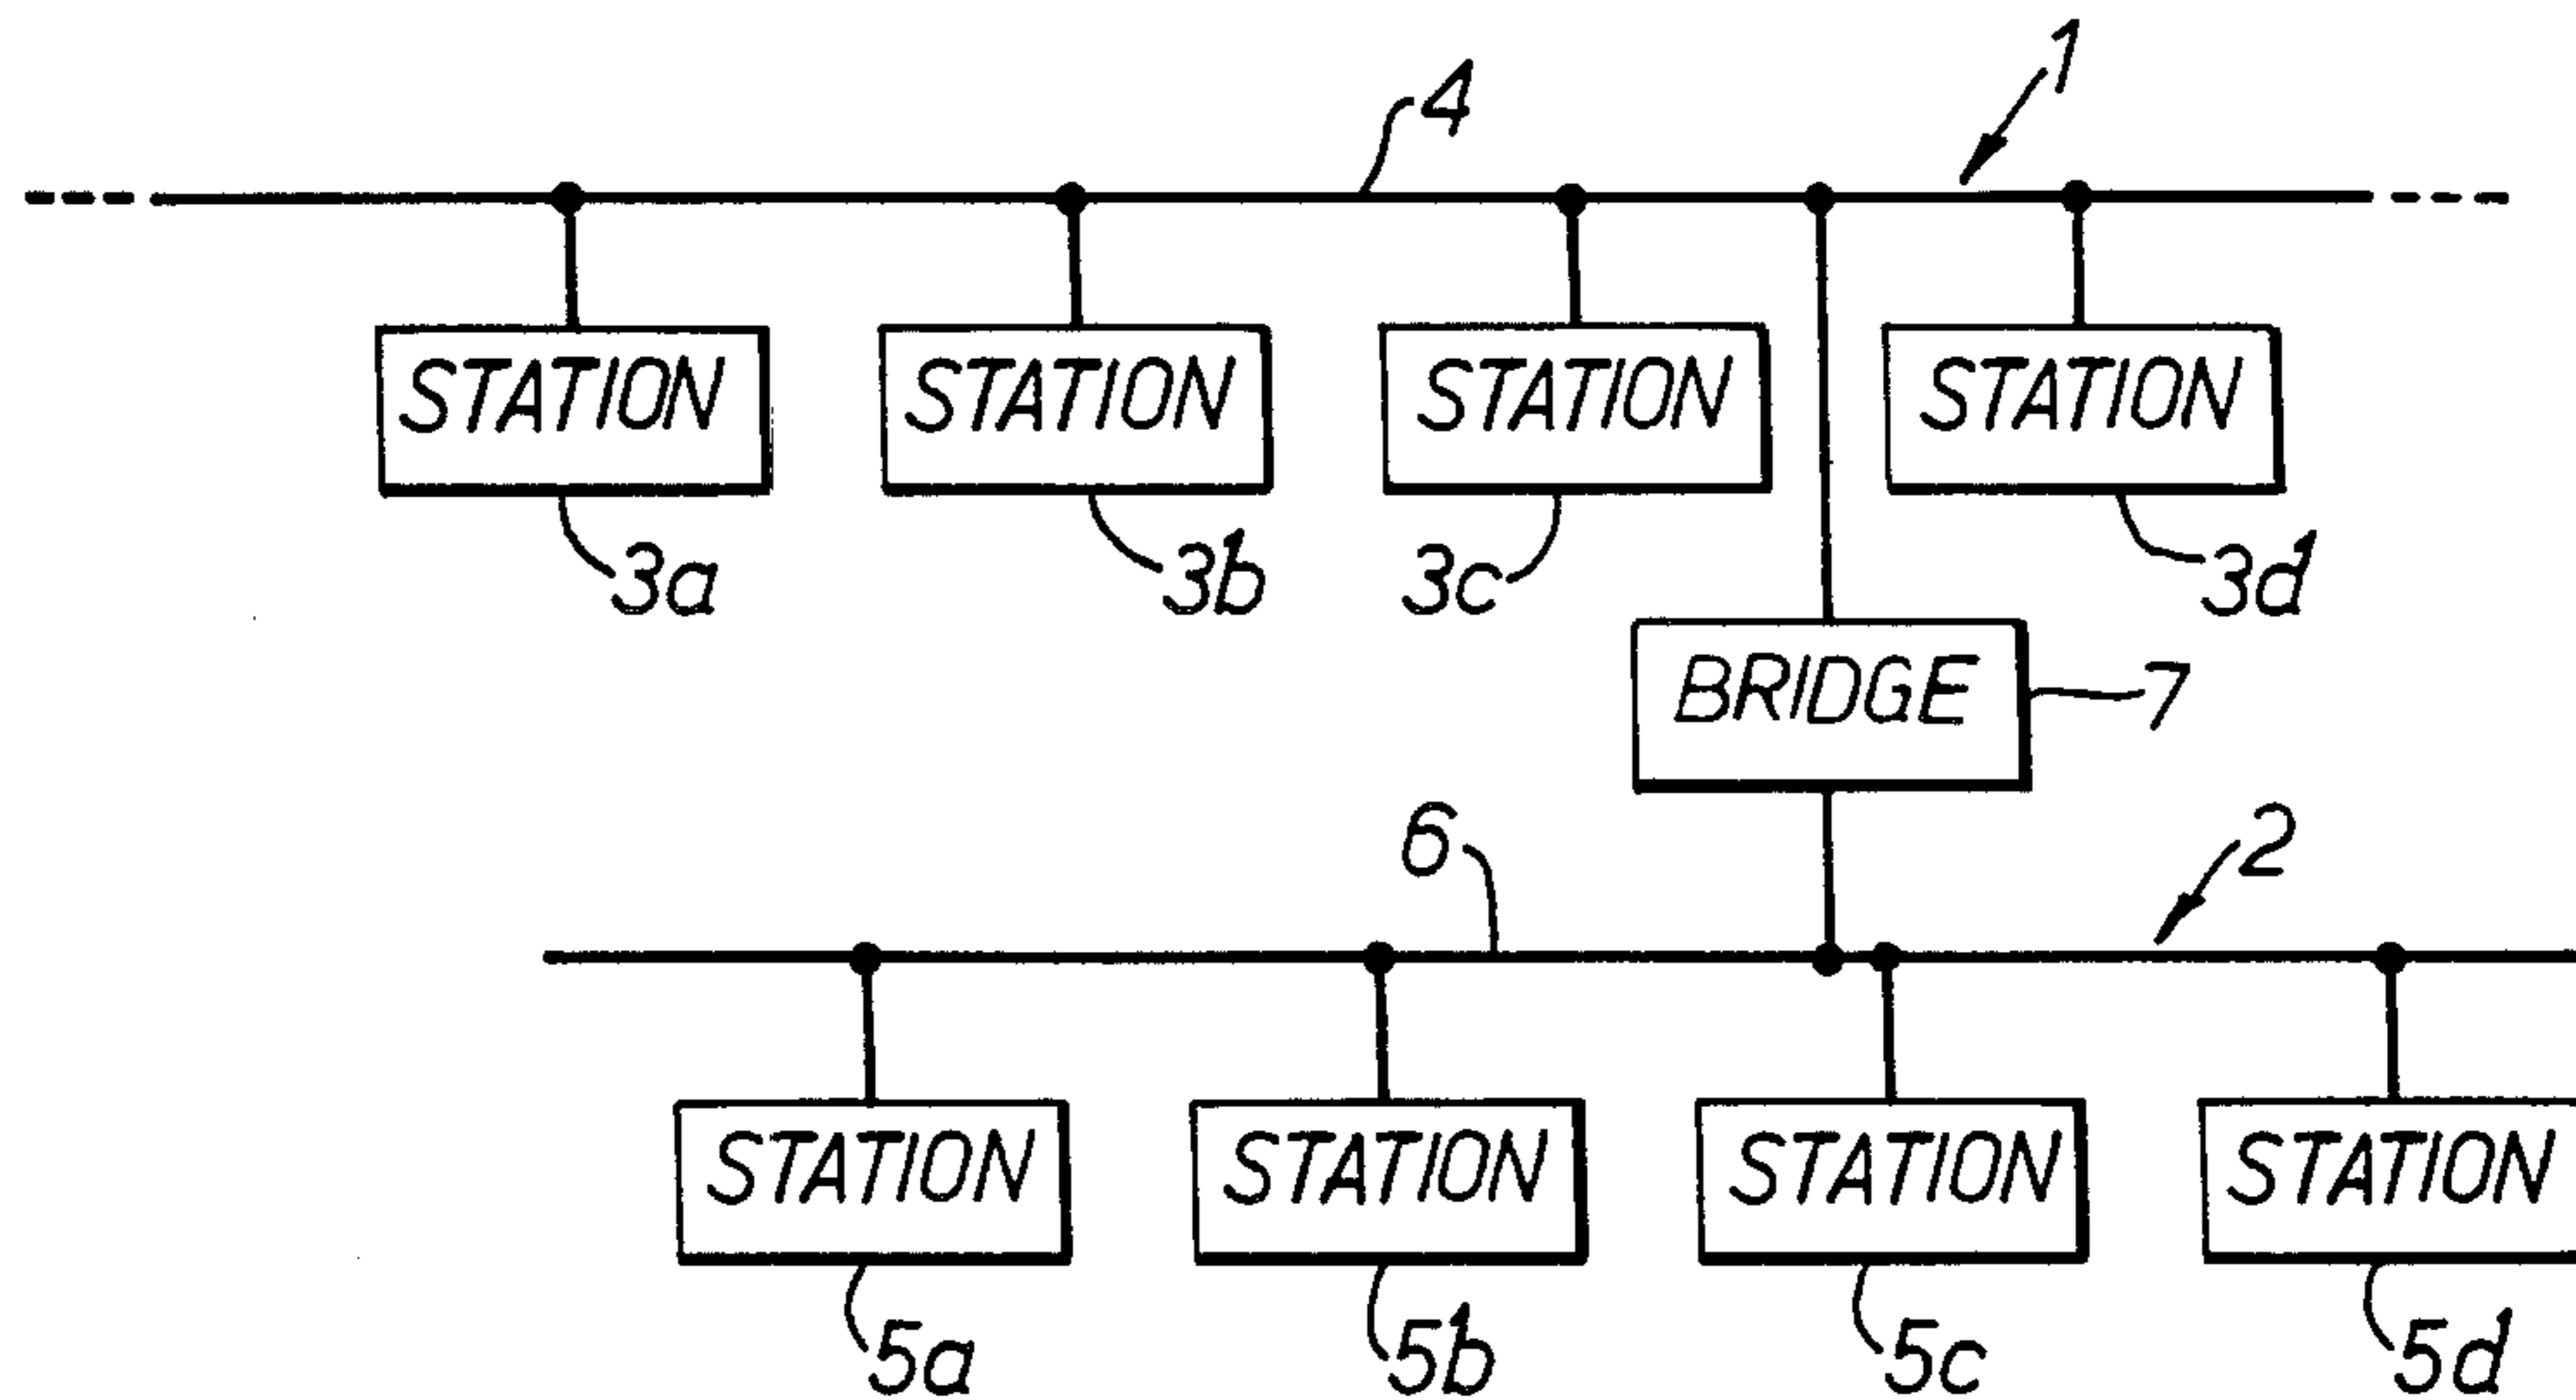 1
4
STATION STATION STATION STATION
3a 3b 3c 3d
BRIDGE 7
6 2
STATION STATION STATION STATION
5a 5b 5c 5d